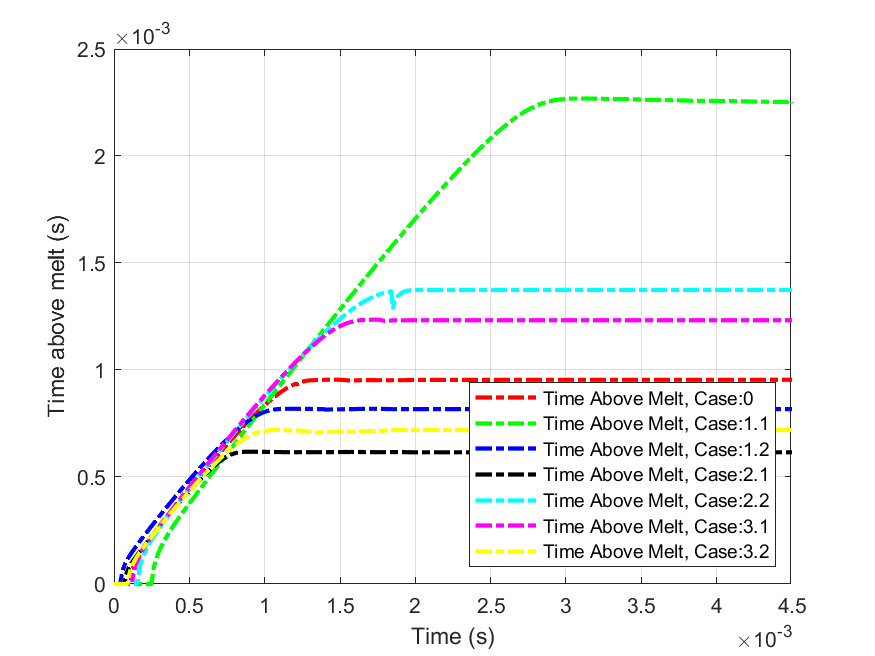 ×10⁻³
2.5
2
1.5
1
0.5
0
Time above melt (s)
Time Above Melt, Case:0
Time Above Melt, Case:1.1
Time Above Melt, Case:1.2
Time Above Melt, Case:2.1
Time Above Melt, Case:2.2
Time Above Melt, Case:3.1
Time Above Melt, Case:3.2
0 0.5 1 1.5 2 2.5 3 3.5 4 4.5
Time (s)
×10⁻³